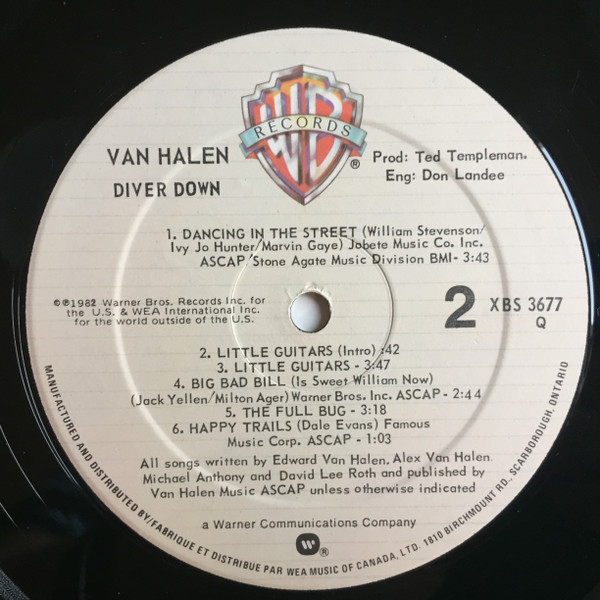 WB
RECORDS
®
VAN HALEN
DIVER DOWN
Prod: Ted Templeman.
Eng: Don Landee
1. DANCING IN THE STREET (William Stevenson/
Ivy Jo Hunter/Marvin Gaye) Jobete Music Co. Inc.
ASCAP/Stone Agate Music Division BMI- 3:43
©℗1982 Warner Bros. Records Inc. for
the U.S. & WEA International Inc.
for the world outside of the U.S.
2 XBS 3677
Q
2. LITTLE GUITARS (Intro) :42
3. LITTLE GUITARS - 3:47
4. BIG BAD BILL (Is Sweet William Now)
(Jack Yellen/Milton Ager) Warner Bros. Inc. ASCAP - 2:44
5. THE FULL BUG - 3:18
6. HAPPY TRAILS (Dale Evans) Famous
Music Corp. ASCAP - 1:03
All songs written by Edward Van Halen, Alex Van Halen
Michael Anthony and David Lee Roth and published by
Van Halen Music ASCAP unless otherwise indicated
a Warner Communications Company
W®
MANUFACTURED AND DISTRIBUTED BY/FABRIQUE ET DISTRIBUE PAR WEA MUSIC OF CANADA, LTD. 1810 BIRCHMOUNT RD., SCARBOROUGH, ONTARIO